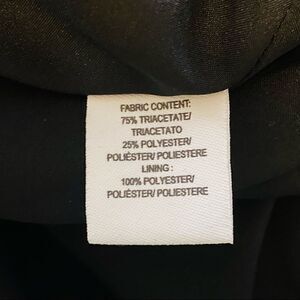 FABRIC CONTENT:
75% TRIACETATE/
TRIACETATO
25% POLYESTER/
POLIÉSTER/ POLIESTERE
LINING :
100% POLYESTER/
POLIÉSTER/ POLIESTERE